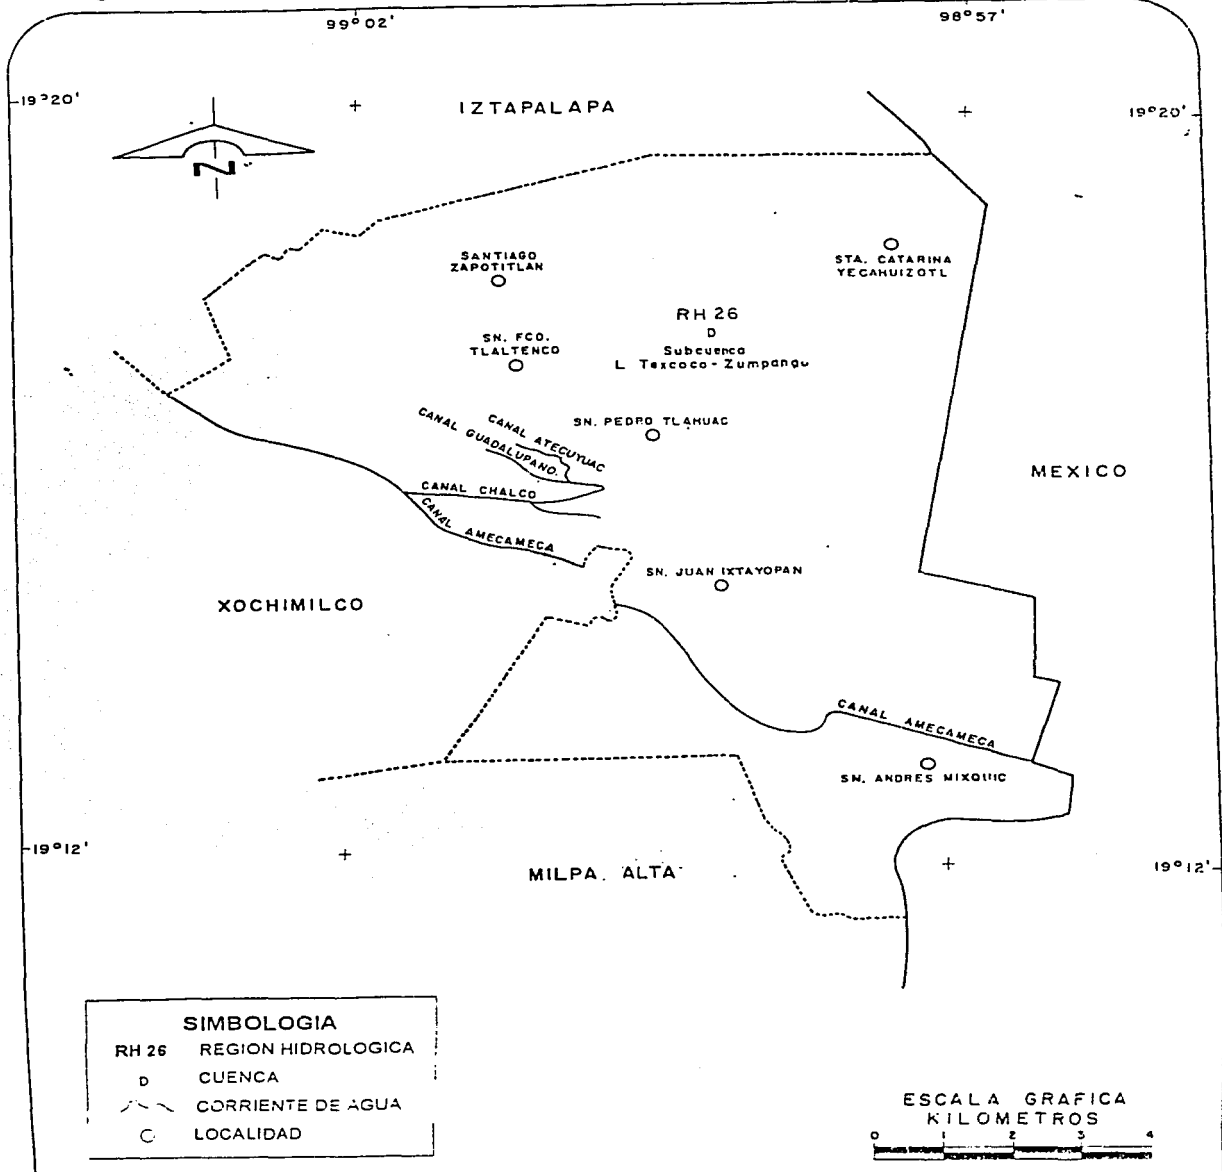 99°02'
98°57'
19°20'
IZTAPALAPA
19°20'
N
SANTIAGO
ZAPOTITLAN
STA. CATARINA
YECAHUIZOTL
RH 26
D
Subcuenca
L Texcoco - Zumpango
SN. FCO.
TLALTENCO
SN. PEDRO TLAHUAC
CANAL ATECUYUAC
CANAL GUADALUPANO.
CANAL CHALCO
CANAL AMECAMECA
MEXICO
SN. JUAN IXTAYOPAN
XOCHIMILCO
CANAL AMECAMECA
SN. ANDRES MIXQUIC
19°12'
MILPA. ALTA
19°12'
SIMBOLOGIA
RH 26 REGION HIDROLOGICA
D CUENCA
CORRIENTE DE AGUA
LOCALIDAD
ESCALA GRAFICA
KILOMETROS
0 1 2 3 4